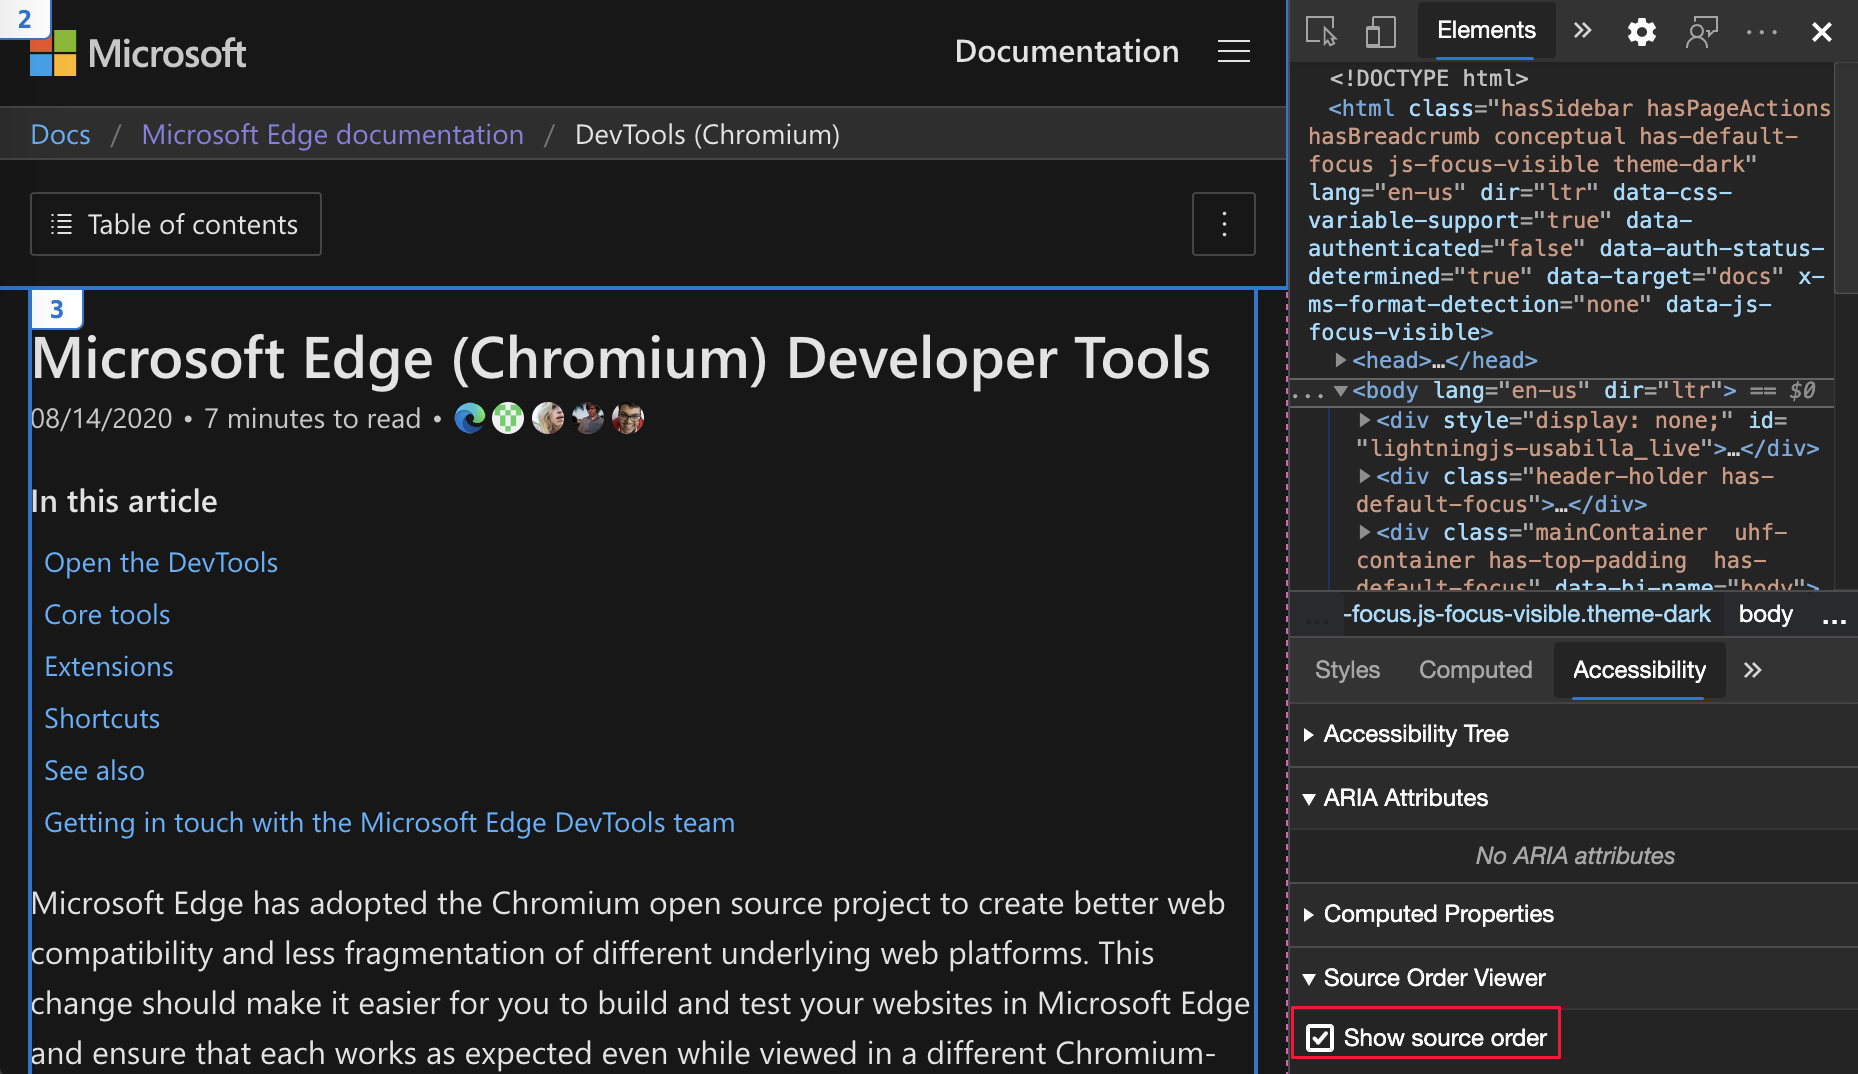 2
Microsoft
Documentation
Docs / Microsoft Edge documentation / DevTools (Chromium)
Table of contents
3
Microsoft Edge (Chromium) Developer Tools
08/14/2020 • 7 minutes to read •
In this article
Open the DevTools
Core tools
Extensions
Shortcuts
See also
Getting in touch with the Microsoft Edge DevTools team
Microsoft Edge has adopted the Chromium open source project to create better web
compatibility and less fragmentation of different underlying web platforms. This
change should make it easier for you to build and test your websites in Microsoft Edge
and ensure that each works as expected even while viewed in a different Chromium-
Elements
<!DOCTYPE html>
<html class="hasSidebar hasPageActions
hasBreadcrumb conceptual has-default-
focus js-focus-visible theme-dark"
lang="en-us" dir="ltr" data-css-
variable-support="true" data-
authenticated="false" data-auth-status-
determined="true" data-target="docs" x-
ms-format-detection="none" data-js-
focus-visible>
<head>…</head>
... <body lang="en-us" dir="ltr"> == $0
<div style="display: none;" id=
"lightningjs-usabilla_live">…</div>
<div class="header-holder has-
default-focus">…</div>
<div class="mainContainer  uhf-
container has-top-padding  has-
default-focus" data-bi-name="body">
... -focus.js-focus-visible.theme-dark body ...
Styles Computed Accessibility
Accessibility Tree
ARIA Attributes
No ARIA attributes
Computed Properties
Source Order Viewer
Show source order